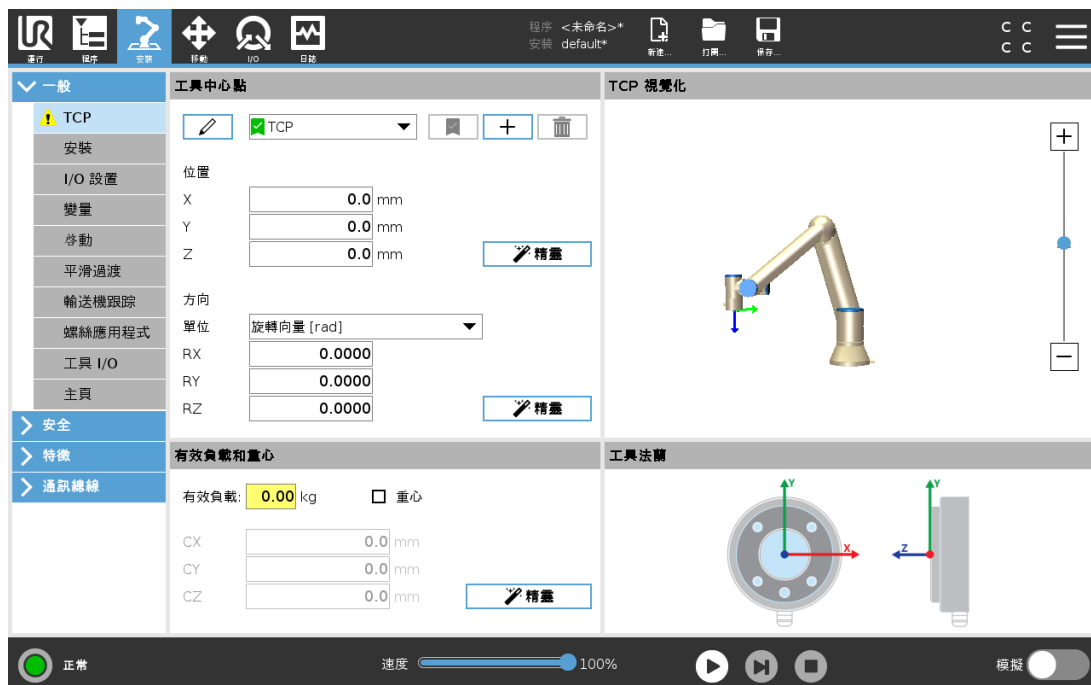 程序 <未命名>*
安裝 default*
運行
程序
安裝
移動
I/O
日誌
新建...
打開...
保存...
C C
C C
一般
TCP
安裝
I/O 設置
變量
啓動
平滑過渡
輸送機跟踪
螺絲應用程式
工具 I/O
主頁
安全
特徵
通訊總線
工具中心點
TCP
位置
X 0.0 mm
Y 0.0 mm
Z 0.0 mm
精靈
方向
單位 旋轉向量 [rad]
RX 0.0000
RY 0.0000
RZ 0.0000
精靈
TCP 視覺化
有效負載和重心
有效負載: 0.00 kg 重心
CX 0.0 mm
CY 0.0 mm
CZ 0.0 mm
精靈
工具法蘭
Y
X
Y
Z
正常
速度 100%
模擬